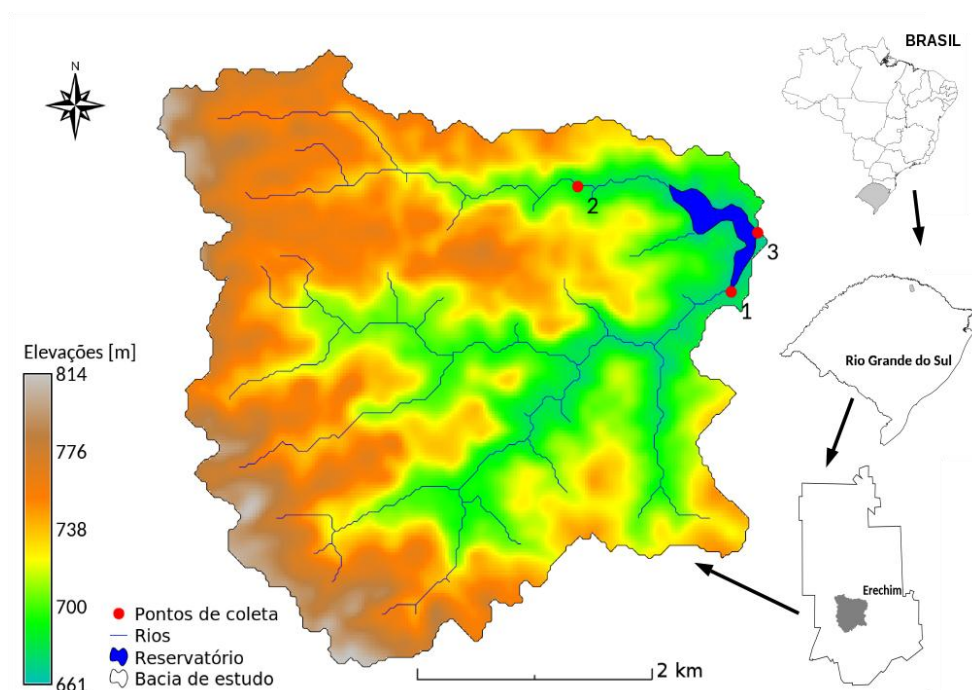 N
BRASIL
2
3
1
Rio Grande do Sul
Elevações [m]
814
776
738
700
661
Erechim
Pontos de coleta
Rios
Reservatório
Bacia de estudo
2 km